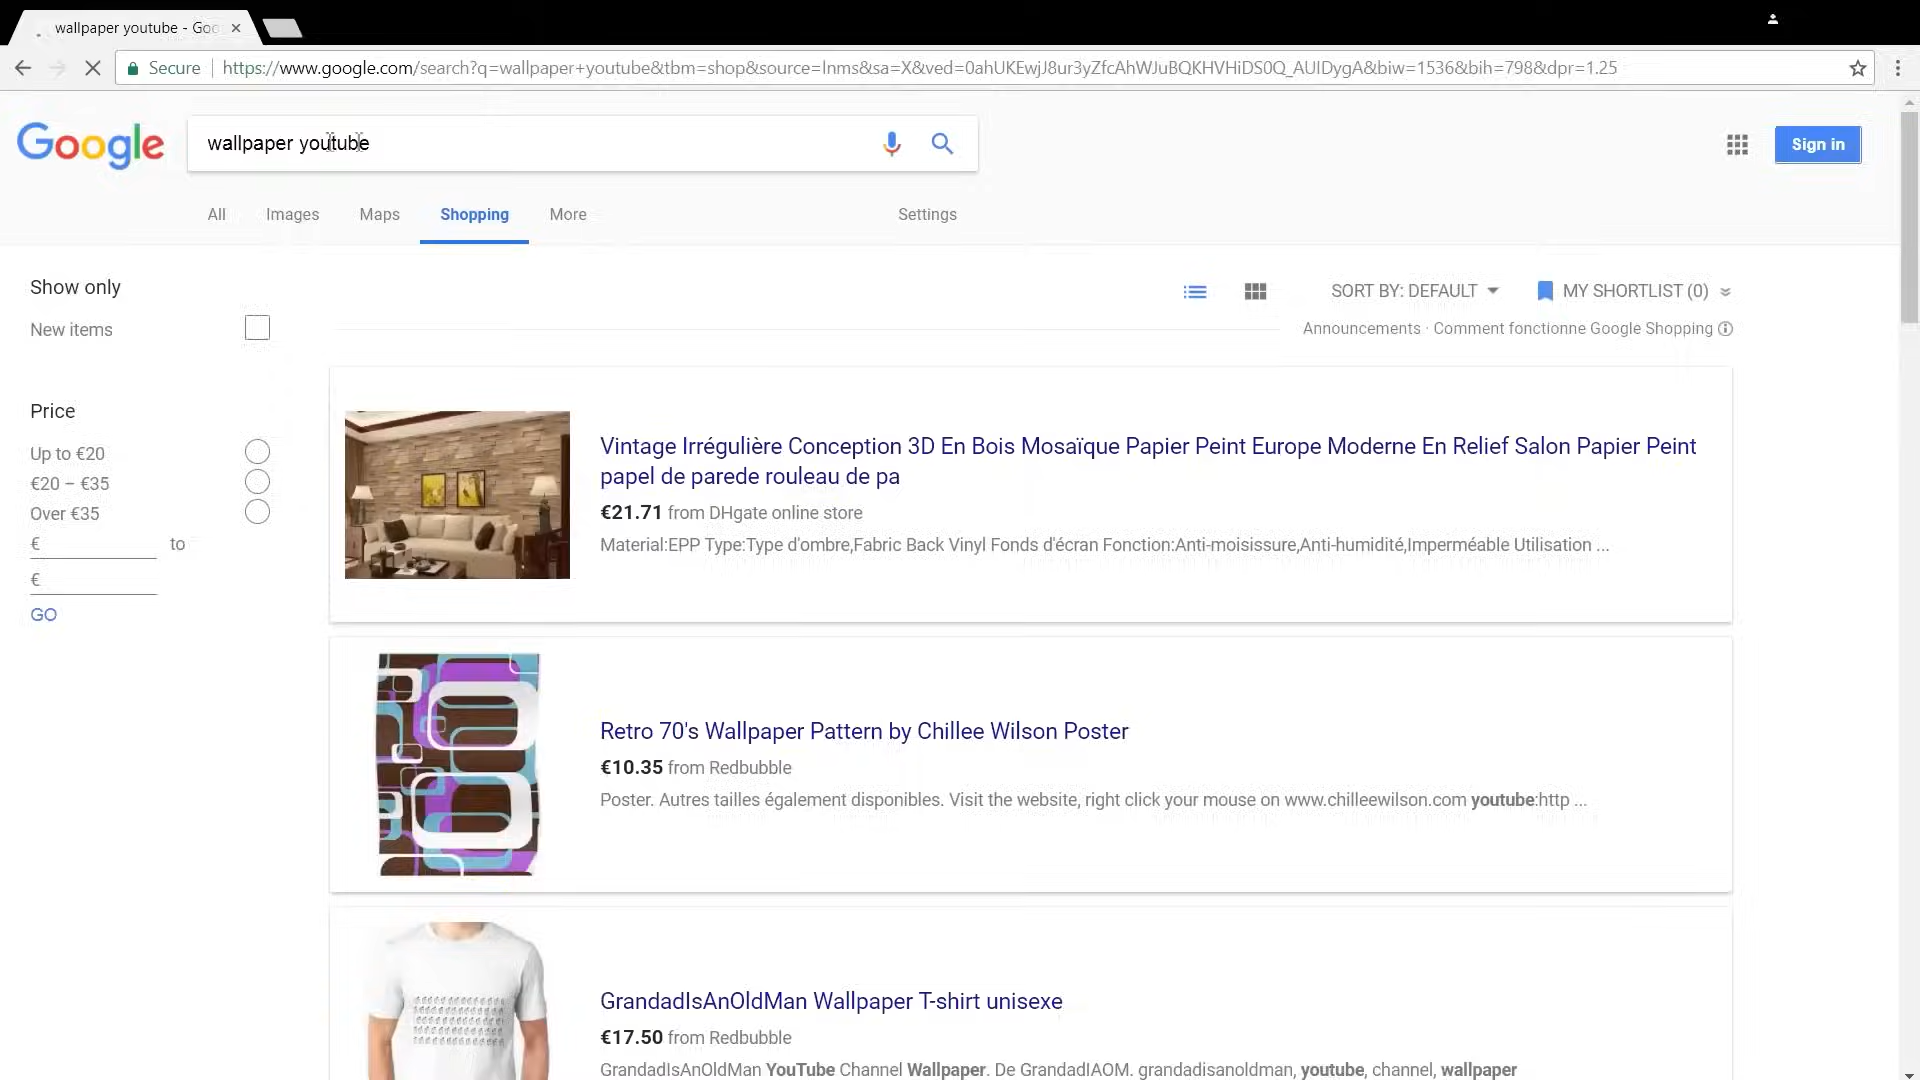 wallpaper youtube - Goo
Secure
https://www.google.com/search?q=wallpaper+youtube&tbm=shop&source=lnms&sa=X&ved=0ahUKEwjJ8ur3yZfcAhWJuBQKHVHiDS0Q_AUIDygA&biw=1536&bih=798&dpr=1.25
Google
wallpaper youtube
Sign in
All Images Maps Shopping More Settings
Show only
New items
Price
Up to €20
€20 – €35
Over €35
€ to
€
GO
SORT BY: DEFAULT MY SHORTLIST (0)
Announcements · Comment fonctionne Google Shopping
Vintage Irrégulière Conception 3D En Bois Mosaïque Papier Peint Europe Moderne En Relief Salon Papier Peint
papel de parede rouleau de pa
€21.71 from DHgate online store
Material:EPP Type:Type d'ombre,Fabric Back Vinyl Fonds d'écran Fonction:Anti-moisissure,Anti-humidité,Imperméable Utilisation ...
Retro 70's Wallpaper Pattern by Chillee Wilson Poster
€10.35 from Redbubble
Poster. Autres tailles également disponibles. Visit the website, right click your mouse on www.chilleewilson.com youtube:http ...
GrandadIsAnOldMan Wallpaper T-shirt unisexe
€17.50 from Redbubble
GrandadIsAnOldMan YouTube Channel Wallpaper. De GrandadIAOM. grandadisanoldman, youtube, channel, wallpaper